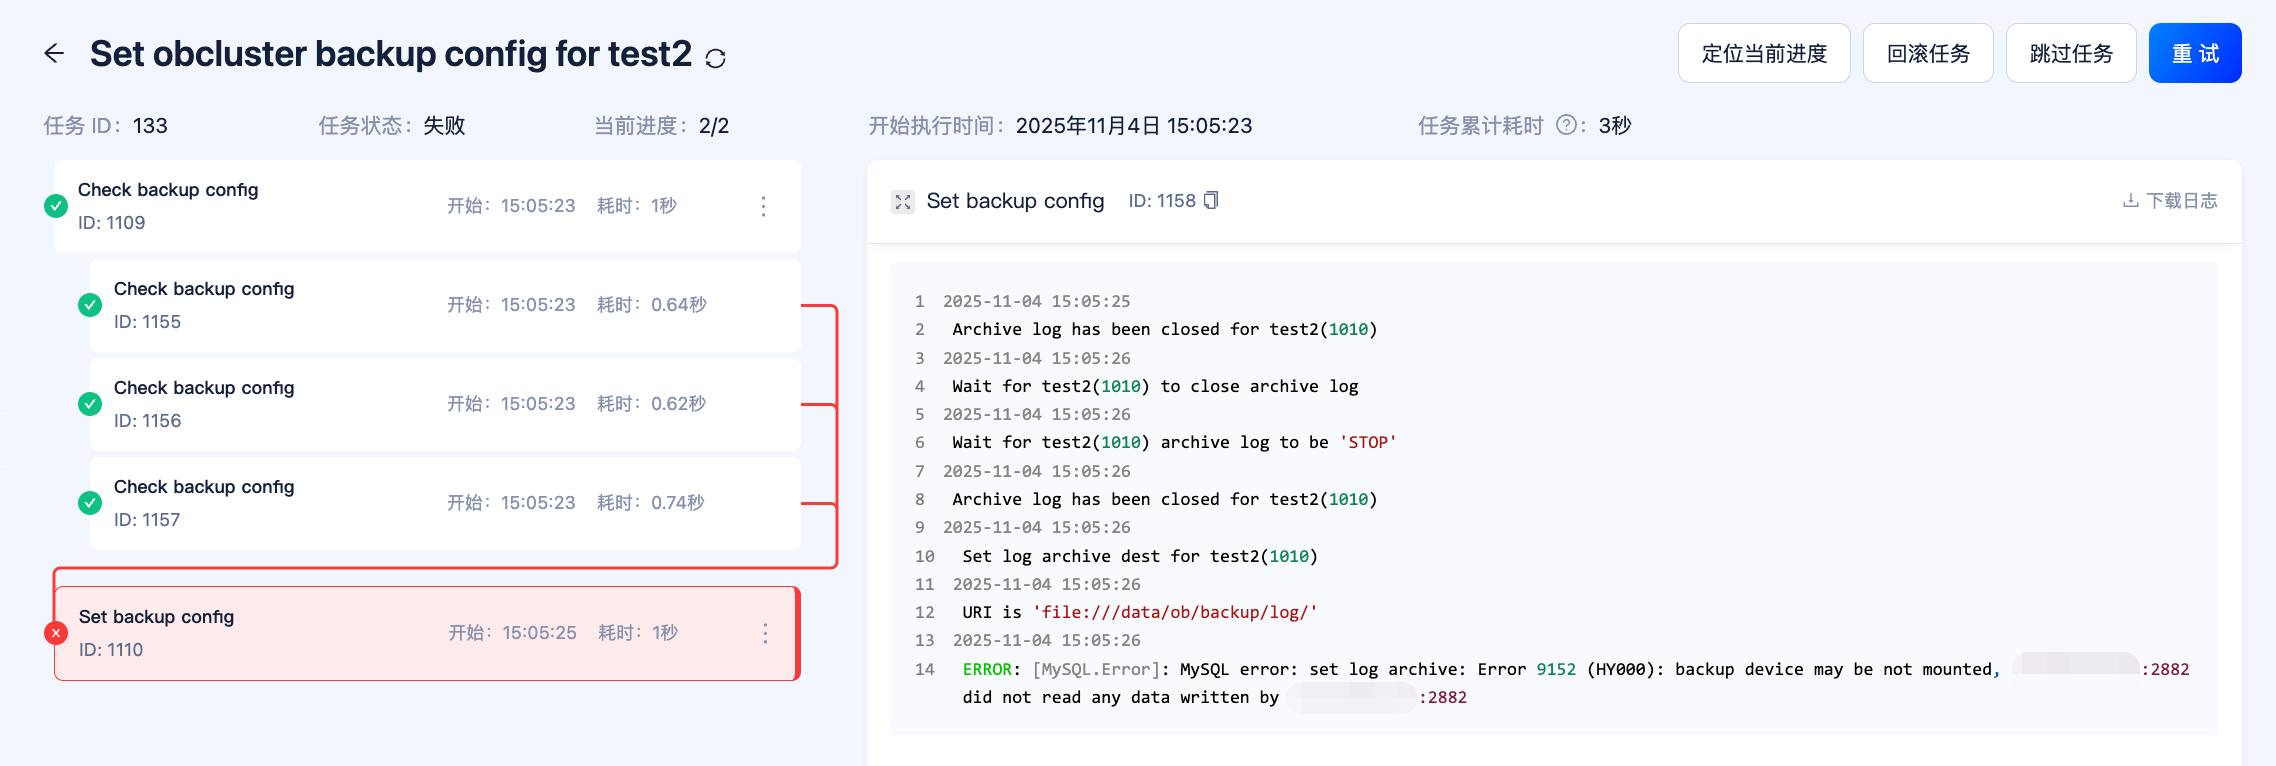 Set obcluster backup config for test2
定位当前进度
回滚任务
跳过任务
重 试
任务 ID： 133
任务状态： 失败
当前进度： 2/2
开始执行时间： 2025年11月4日 15:05:23
任务累计耗时 ?： 3秒
Check backup config
ID: 1109
开始： 15:05:23 耗时： 1秒
Check backup config
ID: 1155
开始： 15:05:23 耗时： 0.64秒
Check backup config
ID: 1156
开始： 15:05:23 耗时： 0.62秒
Check backup config
ID: 1157
开始： 15:05:23 耗时： 0.74秒
Set backup config
ID: 1110
开始： 15:05:25 耗时： 1秒
Set backup config ID: 1158
下载日志
1 2025-11-04 15:05:25
2 Archive log has been closed for test2(1010)
3 2025-11-04 15:05:26
4 Wait for test2(1010) to close archive log
5 2025-11-04 15:05:26
6 Wait for test2(1010) archive log to be 'STOP'
7 2025-11-04 15:05:26
8 Archive log has been closed for test2(1010)
9 2025-11-04 15:05:26
10 Set log archive dest for test2(1010)
11 2025-11-04 15:05:26
12 URI is 'file:///data/ob/backup/log/'
13 2025-11-04 15:05:26
14 ERROR: [MySQL.Error]: MySQL error: set log archive: Error 9152 (HY000): backup device may be not mounted, :2882
did not read any data written by :2882